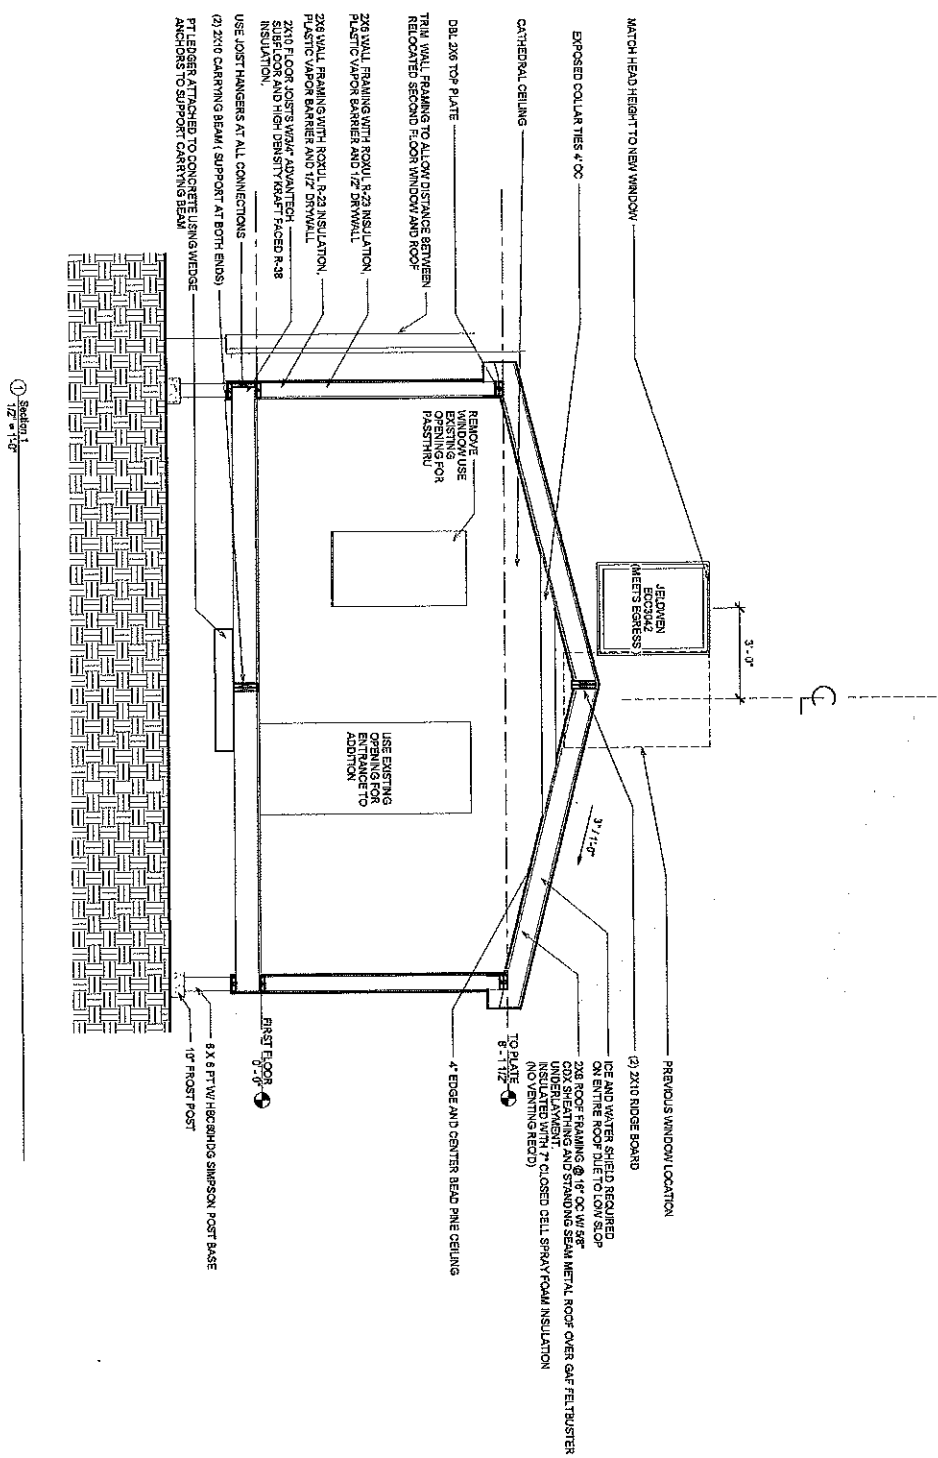 MATCH HEAD HEIGHT TO NEW WINDOW
EXPOSED COLLAR TIES 4' OC
CATHEDRAL CEILING
DBL 2X6 TOP PLATE
TRIM WALL FRAMING TO ALLOW DISTANCE BETWEEN
RELOCATED SECOND FLOOR WINDOW AND ROOF
2X6 WALL FRAMING WITH ROXUL R-23 INSULATION,
PLASTIC VAPOR BARRIER AND 1/2" DRYWALL
2X6 WALL FRAMING WITH ROXUL R-23 INSULATION,
PLASTIC VAPOR BARRIER AND 1/2" DRYWALL
2X10 FLOOR JOISTS W/3/4" ADVANTECH
SUBFLOOR AND HIGH DENSITY KRAFT FACED R-38
INSULATION.
USE JOIST HANGERS AT ALL CONNECTIONS
(2) 2X10 CARRYING BEAM ( SUPPORT AT BOTH ENDS)
PT LEDGER ATTACHED TO CONCRETE USING WEDGE
ANCHORS TO SUPPORT CARRYING BEAM
JELDWEN
ECC3042
(MEETS EGRESS)
3' - 0"
CL
3" / 1'-0"
REMOVE
WINDOW USE
EXISTING
OPENING FOR
PASSTHRU
USE EXISTING
OPENING FOR
ENTRANCE TO
ADDITION
PREVIOUS WINDOW LOCATION
(2) 2X10 RIDGE BOARD
ICE AND WATER SHIELD REQUIRED
ON ENTIRE ROOF DUE TO LOW SLOP
2X8 ROOF FRAMING @ 16" OC W/ 5/8"
CDX SHEATHING AND STANDING SEAM METAL ROOF OVER GAF FELTBUSTER
UNDERLAYMENT.
INSULATED WITH 7" CLOSED CELL SPRAY FOAM INSULATION
(NO VENTING REQ'D)
TO PLATE
8' - 1 1/2"
4" EDGE AND CENTER BEAD PINE CEILING
FIRST FLOOR
0' - 0"
6 X 6 PT W/ SIMPSON POST BASE
10" FROST POST
1 Section 1
1/2" = 1'-0"